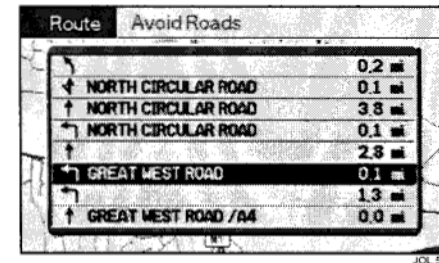 Route Avoid Roads
0.2 mi
NORTH CIRCULAR ROAD 0.1 mi
NORTH CIRCULAR ROAD 3.8 mi
NORTH CIRCULAR ROAD 0.1 mi
2.8 mi
GREAT WEST ROAD 0.1 mi
1.3 mi
GREAT WEST ROAD /A4 0.0 mi